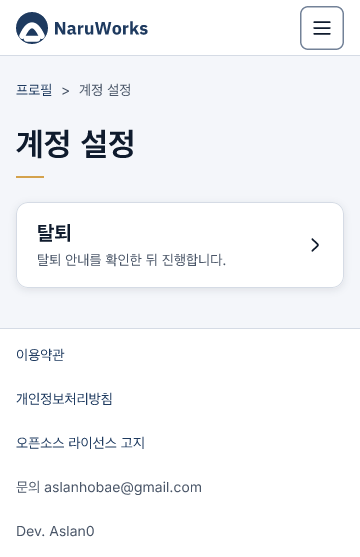 NaruWorks
프로필 > 계정 설정
계정 설정
탈퇴
탈퇴 안내를 확인한 뒤 진행합니다.
이용약관
개인정보처리방침
오픈소스 라이선스 고지
문의 aslanhobae@gmail.com
Dev. Aslan0